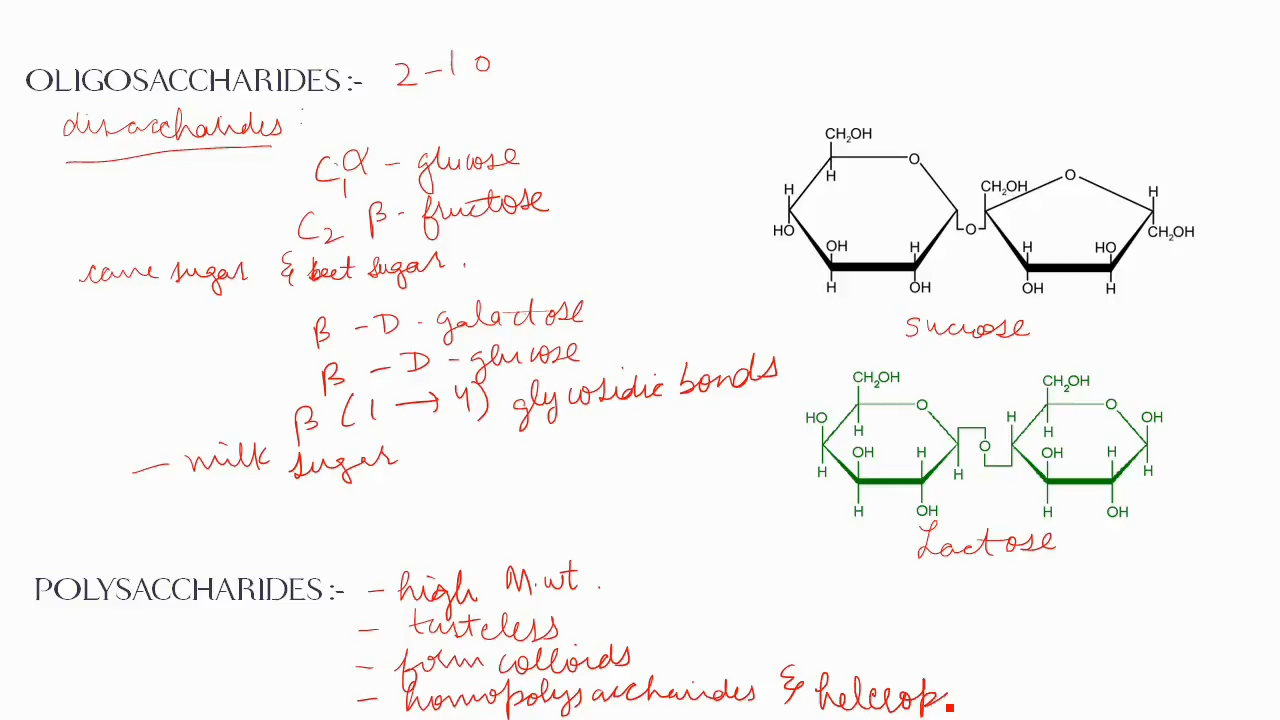 OLIGOSACCHARIDES :- 2-10
disaccharides :
C1 α - glucose
C2 β - fructose
cane sugar & beet sugar.
β - D - galactose
β - D - glucose
β (1 → 4) glycosidic bonds
- milk sugar
CH2OH
O
H
H
HO
OH
H
H
OH
O
CH2OH
O
H
CH2OH
H
HO
OH
H
Sucrose
CH2OH
HO
O
H
H
OH
H
H
H
OH
O
CH2OH
H
O
OH
H
OH
H
H
H
OH
Lactose
POLYSACCHARIDES :- - high M.wt.
- tasteless
- form colloids
- homopolysaccharides &